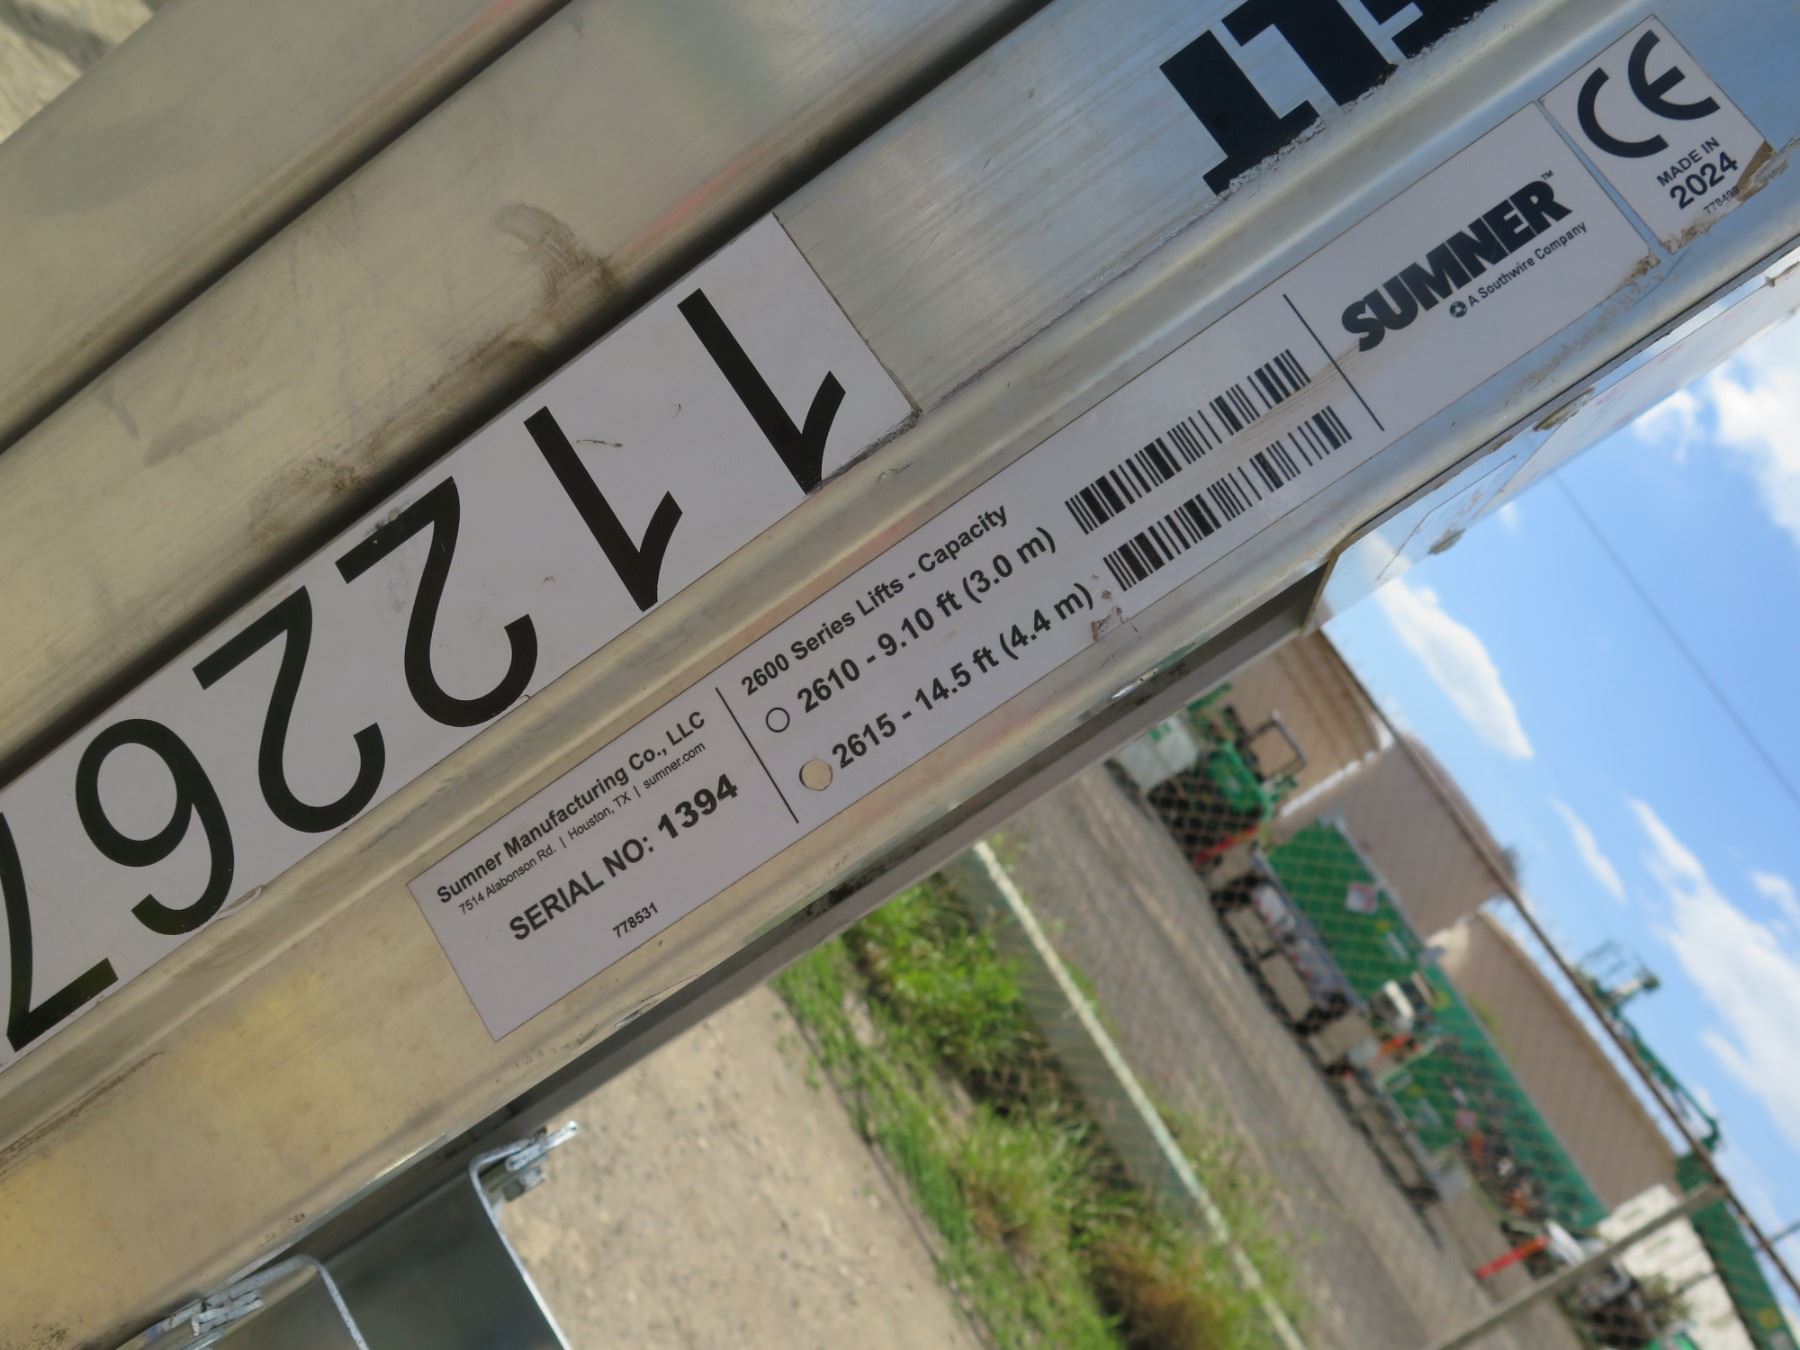 112267
Sumner Manufacturing Co., LLC
7514 Alabonson Rd. | Houston, TX | sumner.com
SERIAL NO: 1394
778531
2600 Series Lifts - Capacity
2610 - 9.10 ft (3.0 m)
2615 - 14.5 ft (4.4 m)
SUMNER™
A Southwire Company
CE
MADE IN
2024